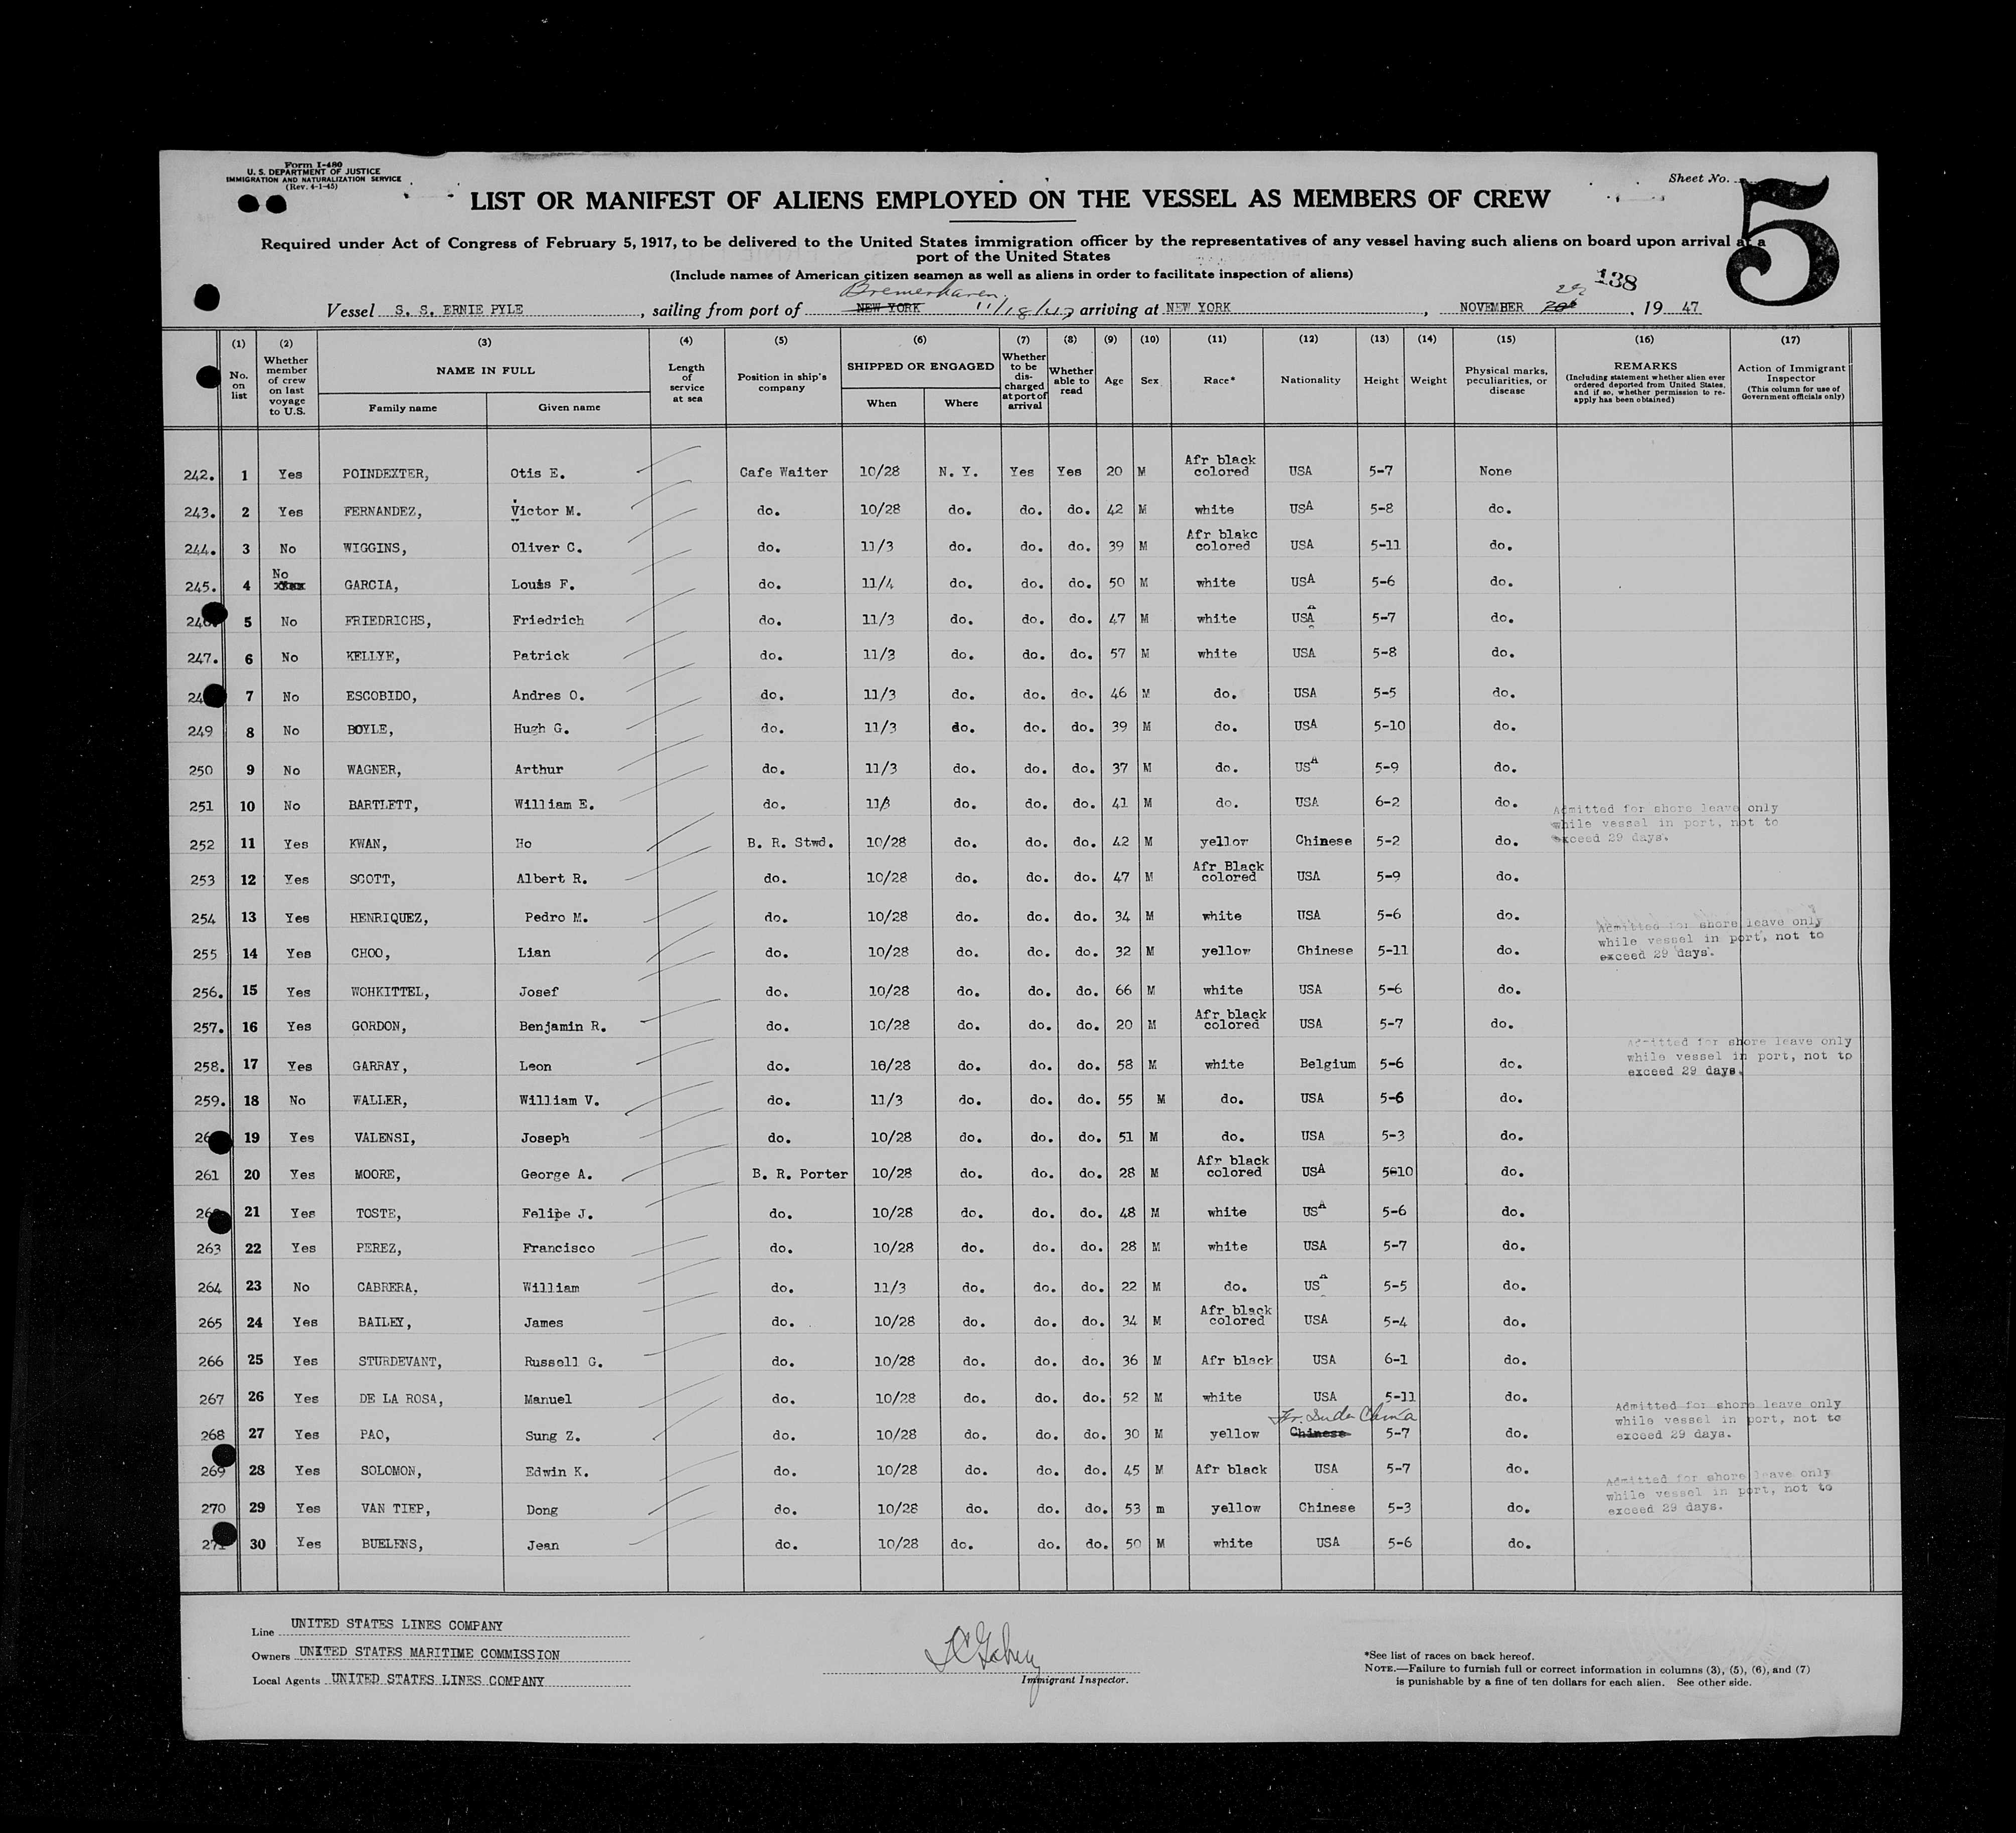 Form I-480
U. S. DEPARTMENT OF JUSTICE
IMMIGRATION AND NATURALIZATION SERVICE
(Rev. 4-1-45)
Sheet No. 5
LIST OR MANIFEST OF ALIENS EMPLOYED ON THE VESSEL AS MEMBERS OF CREW
Required under Act of Congress of February 5, 1917, to be delivered to the United States immigration officer by the representatives of any vessel having such aliens on board upon arrival at a
port of the United States
(Include names of American citizen seamen as well as aliens in order to facilitate inspection of aliens)
138
Bremerhaven 29
Vessel S. S. ERNIE PYLE, sailing from port of NEW YORK 11/18/47 arriving at NEW YORK, NOVEMBER , 19 47
(1) (2) (3) (4) (5) (6) (7) (8) (9) (10) (11) (12) (13) (14) (15) (16) (17)
No. on list
Whether member of crew on last voyage to U.S.
NAME IN FULL
Family name Given name
Length of service at sea
Position in ship's company
SHIPPED OR ENGAGED
When Where
Whether to be discharged at port of arrival
Whether able to read
Age Sex Race* Nationality Height Weight
Physical marks, peculiarities, or disease
REMARKS
(Including statement whether alien ever ordered deported from United States, and if so, whether permission to reapply has been obtained)
Action of Immigrant Inspector
(This column for use of Government officials only)
242. 1 Yes POINDEXTER, Otis E. Cafe Waiter 10/28 N. Y. Yes Yes 20 M Afr black colored USA 5-7 None
243. 2 Yes FERNANDEZ, Victor M. do. 10/28 do. do. do. 42 M white USA 5-8 do.
244. 3 No WIGGINS, Oliver C. do. 11/3 do. do. do. 39 M Afr blakc colored USA 5-11 do.
245. 4 No GARCIA, Louis F. do. 11/4 do. do. do. 50 M white USA 5-6 do.
246. 5 No FRIEDRICHS, Friedrich do. 11/3 do. do. do. 47 M white USA 5-7 do.
247. 6 No KELLYE, Patrick do. 11/3 do. do. do. 57 M white USA 5-8 do.
24 7 No ESCOBIDO, Andres O. do. 11/3 do. do. do. 46 M do. USA 5-5 do.
249 8 No BOYLE, Hugh G. do. 11/3 do. do. do. 39 M do. USA 5-10 do.
250 9 No WAGNER, Arthur do. 11/3 do. do. do. 37 M do. USA 5-9 do.
251 10 No BARTLETT, William E. do. 11/3 do. do. do. 41 M do. USA 6-2 do.
252 11 Yes KWAN, Ho B. R. Stwd. 10/28 do. do. do. 42 M yellow Chinese 5-2 do. Admitted for shore leave only while vessel in port, not to exceed 29 days.
253 12 Yes SCOTT, Albert R. do. 10/28 do. do. do. 47 M Afr Black colored USA 5-9 do.
254 13 Yes HENRIQUEZ, Pedro M. do. 10/28 do. do. do. 34 M white USA 5-6 do.
255 14 Yes CHOO, Lian do. 10/28 do. do. do. 32 M yellow Chinese 5-11 do. Admitted for shore leave only while vessel in port, not to exceed 29 days.
256. 15 Yes WOHKITTEL, Josef do. 10/28 do. do. do. 66 M white USA 5-6 do.
257. 16 Yes GORDON, Benjamin R. do. 10/28 do. do. do. 20 M Afr black colored USA 5-7 do.
258. 17 Yes GARRAY, Leon do. 10/28 do. do. do. 58 M white Belgium 5-6 do. Admitted for shore leave only while vessel in port, not to exceed 29 days.
259. 18 No WALLER, William V. do. 11/3 do. do. do. 55 M do. USA 5-6 do.
26 19 Yes VALENSI, Joseph do. 10/28 do. do. do. 51 M do. USA 5-3 do.
261 20 Yes MOORE, George A. B. R. Porter 10/28 do. do. do. 28 M Afr black colored USA 5610 do.
26 21 Yes TOSTE, Felipe J. do. 10/28 do. do. do. 48 M white USA 5-6 do.
263 22 Yes PEREZ, Francisco do. 10/28 do. do. do. 28 M white USA 5-7 do.
264 23 No CABRERA, William do. 11/3 do. do. do. 22 M do. USA 5-5 do.
265 24 Yes BAILEY, James do. 10/28 do. do. do. 34 M Afr black colored USA 5-4 do.
266 25 Yes STURDEVANT, Russell G. do. 10/28 do. do. do. 36 M Afr black USA 6-1 do.
267 26 Yes DE LA ROSA, Manuel do. 10/28 do. do. do. 52 M white USA 5-11 do.
268 27 Yes PAO, Sung Z. do. 10/28 do. do. do. 30 M yellow Chinese Fr. Indo China 5-7 do. Admitted for shore leave only while vessel in port, not to exceed 29 days.
269 28 Yes SOLOMON, Edwin K. do. 10/28 do. do. do. 45 M Afr black USA 5-7 do.
270 29 Yes VAN TIEP, Dong do. 10/28 do. do. do. 53 m yellow Chinese 5-3 do. Admitted for shore leave only while vessel in port, not to exceed 29 days.
271 30 Yes BUELENS, Jean do. 10/28 do. do. do. 50 M white USA 5-6 do.
Line UNITED STATES LINES COMPANY
Owners UNITED STATES MARITIME COMMISSION
Local Agents UNITED STATES LINES COMPANY
Immigrant Inspector.
*See list of races on back hereof.
NOTE.—Failure to furnish full or correct information in columns (3), (5), (6), and (7)
is punishable by a fine of ten dollars for each alien. See other side.